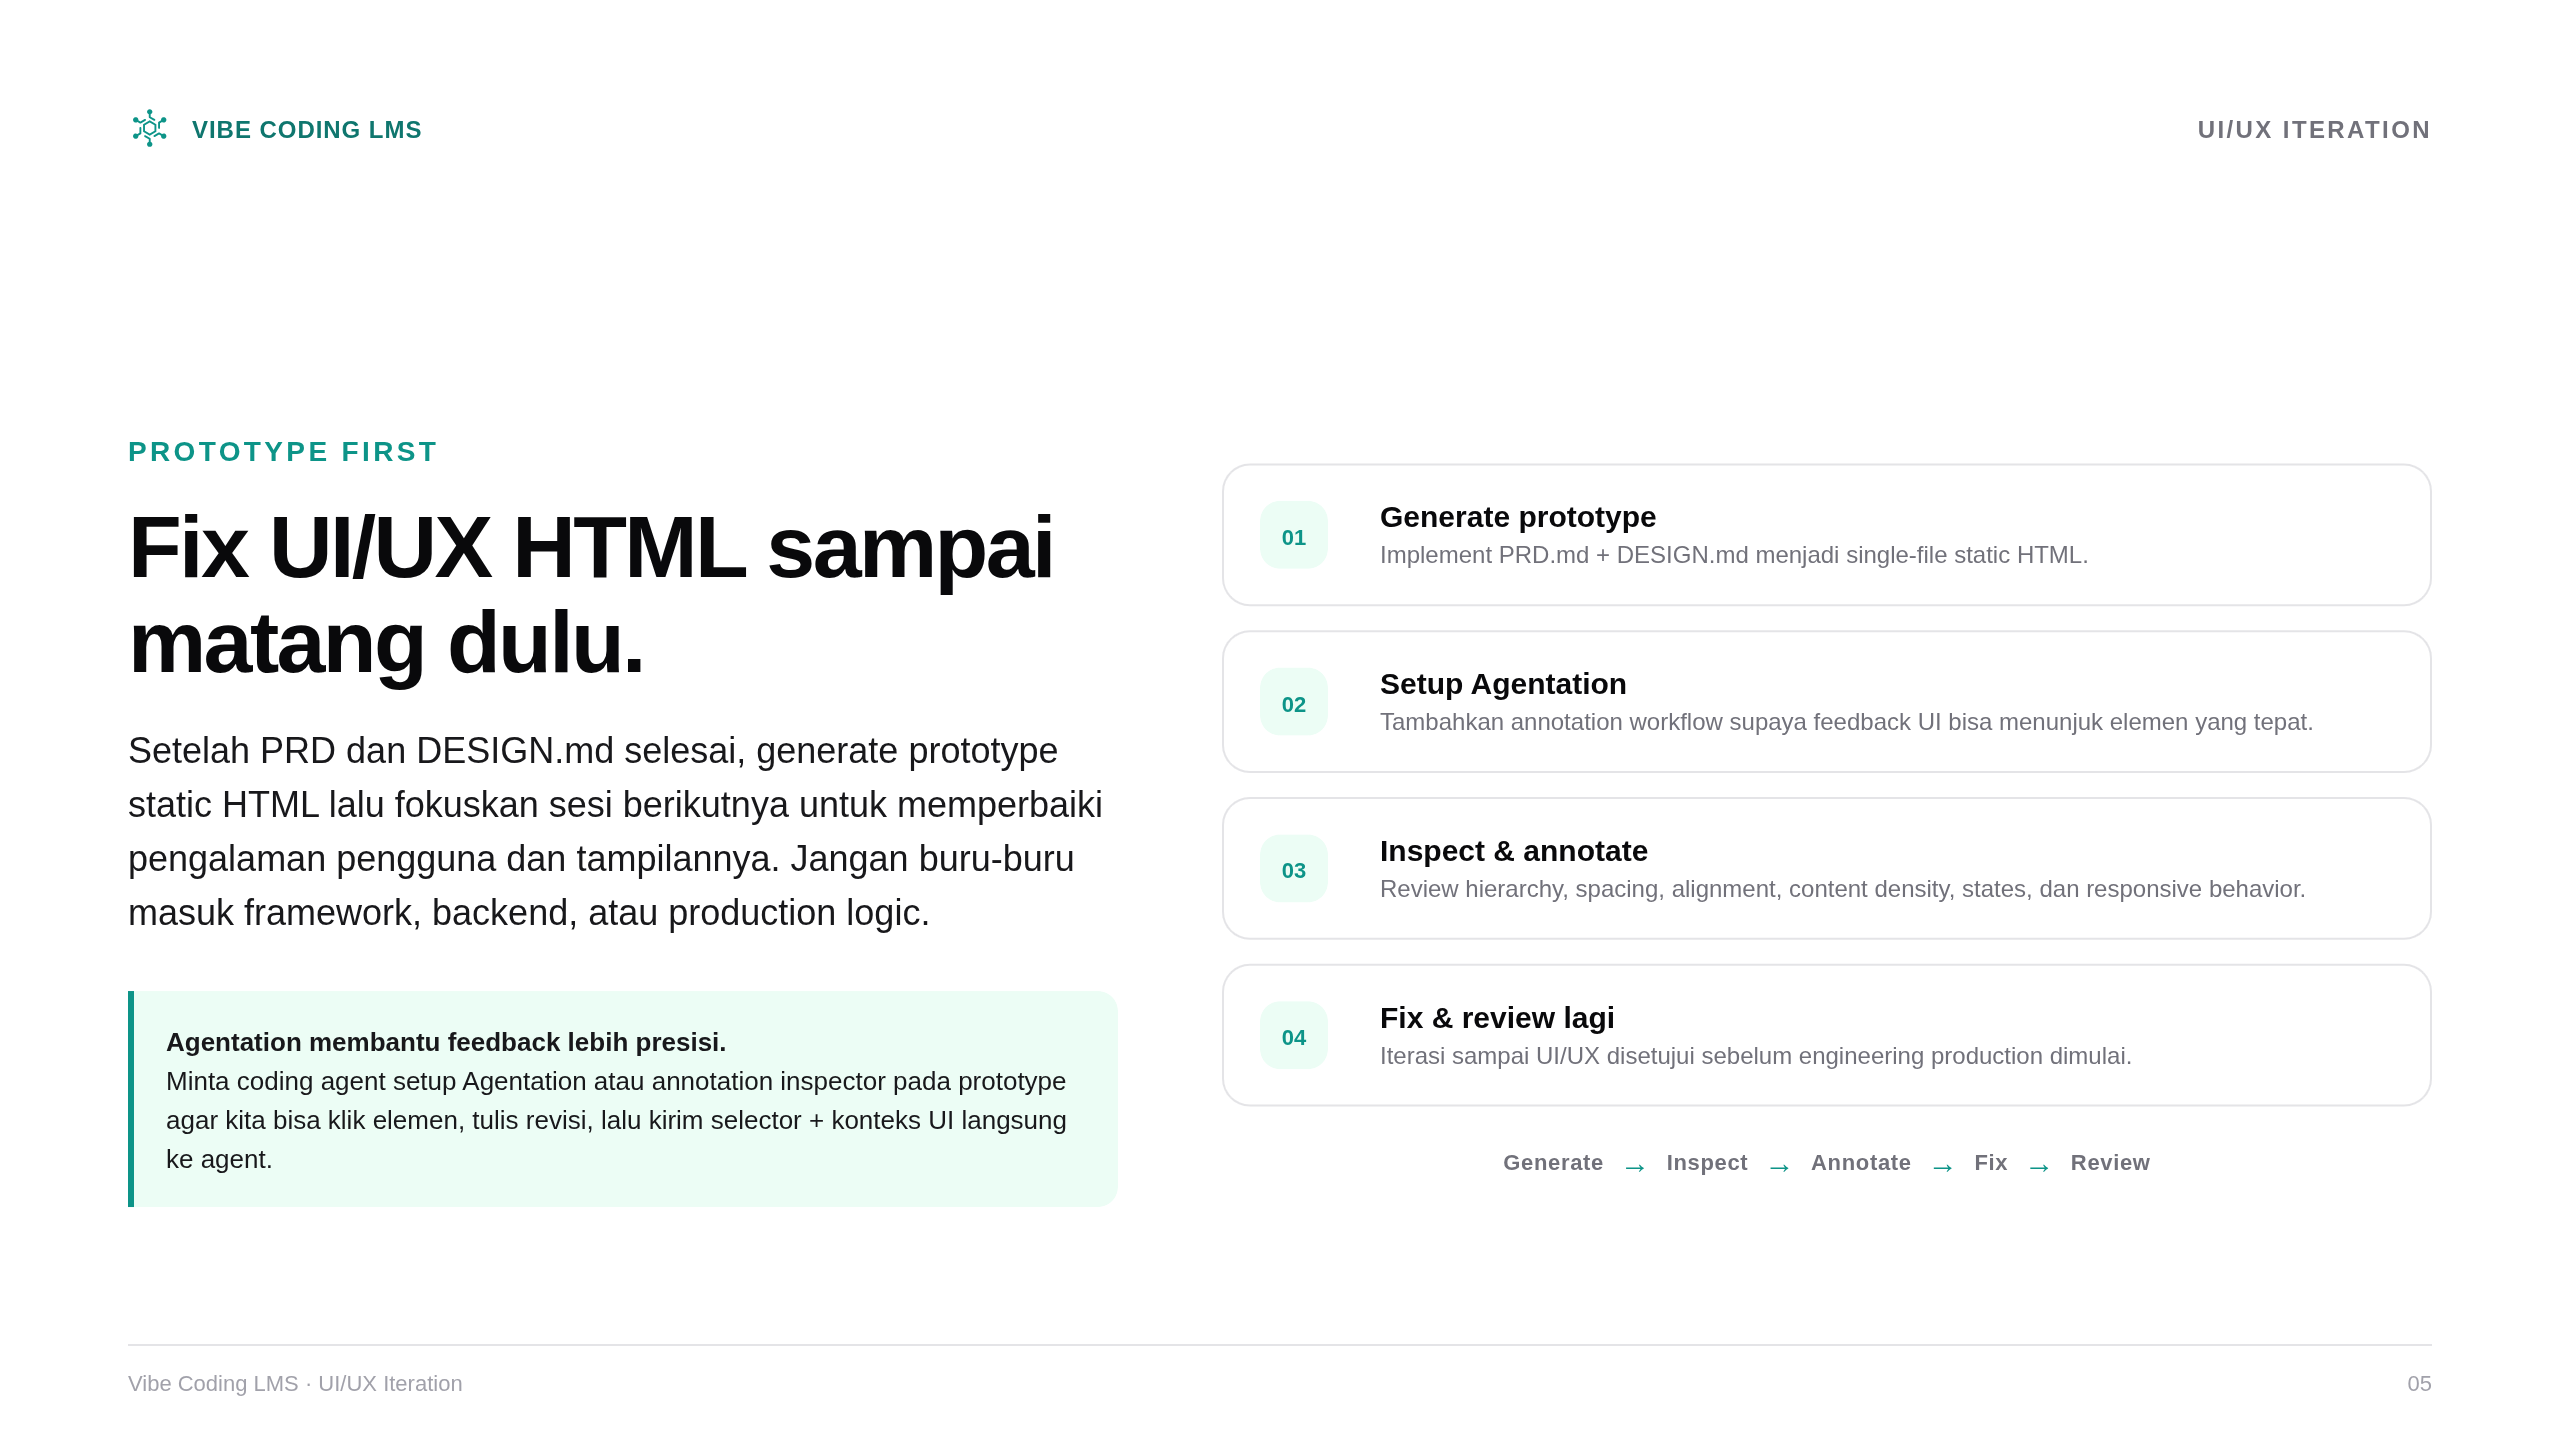 VIBE CODING LMS
UI/UX ITERATION
PROTOTYPE FIRST
Fix UI/UX HTML sampai
matang dulu.
Setelah PRD dan DESIGN.md selesai, generate prototype
static HTML lalu fokuskan sesi berikutnya untuk memperbaiki
pengalaman pengguna dan tampilannya. Jangan buru-buru
masuk framework, backend, atau production logic.
Agentation membantu feedback lebih presisi.
Minta coding agent setup Agentation atau annotation inspector pada prototype
agar kita bisa klik elemen, tulis revisi, lalu kirim selector + konteks UI langsung
ke agent.
01
Generate prototype
Implement PRD.md + DESIGN.md menjadi single-file static HTML.
02
Setup Agentation
Tambahkan annotation workflow supaya feedback UI bisa menunjuk elemen yang tepat.
03
Inspect & annotate
Review hierarchy, spacing, alignment, content density, states, dan responsive behavior.
04
Fix & review lagi
Iterasi sampai UI/UX disetujui sebelum engineering production dimulai.
Generate → Inspect → Annotate → Fix → Review
Vibe Coding LMS · UI/UX Iteration
05